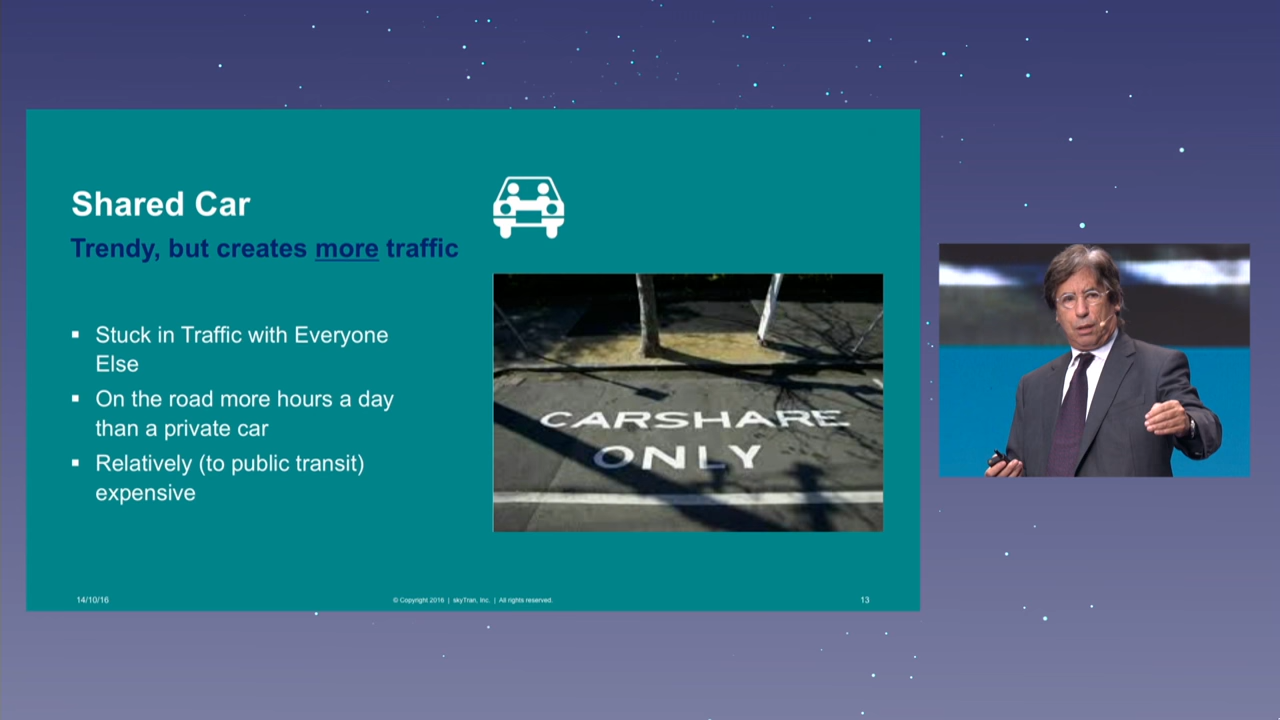 Shared Car
Trendy, but creates more traffic
▪ Stuck in Traffic with Everyone
Else
▪ On the road more hours a day
than a private car
▪ Relatively (to public transit)
expensive
CARSHARE
ONLY
14/10/16
© Copyright 2016 | skyTran, Inc. | All rights reserved.
13